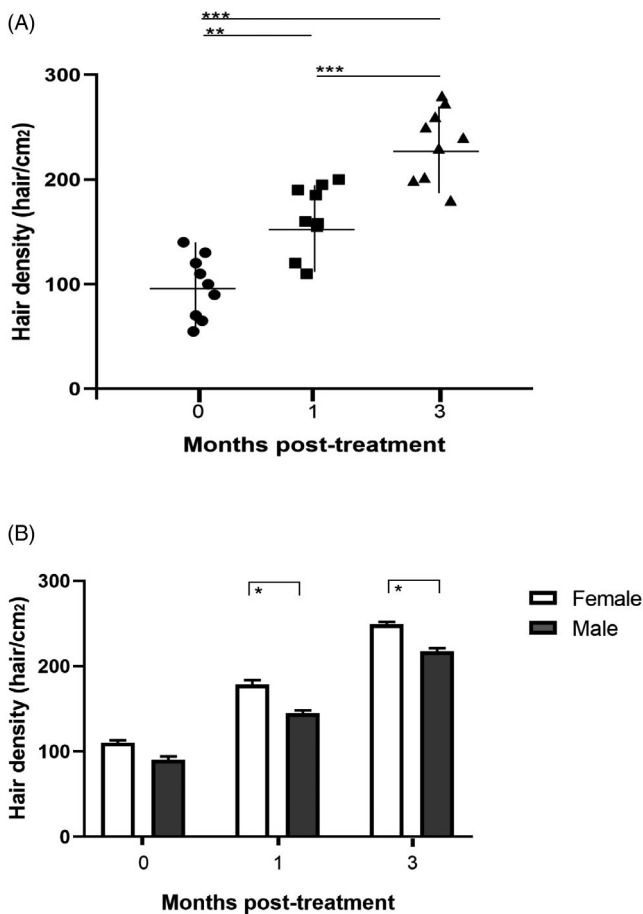 (A)
***
**
***
Hair density (hair/cm2)
300
200
100
0
0 1 3
Months post-treatment
(B)
Hair density (hair/cm2)
300
200
100
0
* *
Female
Male
0 1 3
Months post-treatment